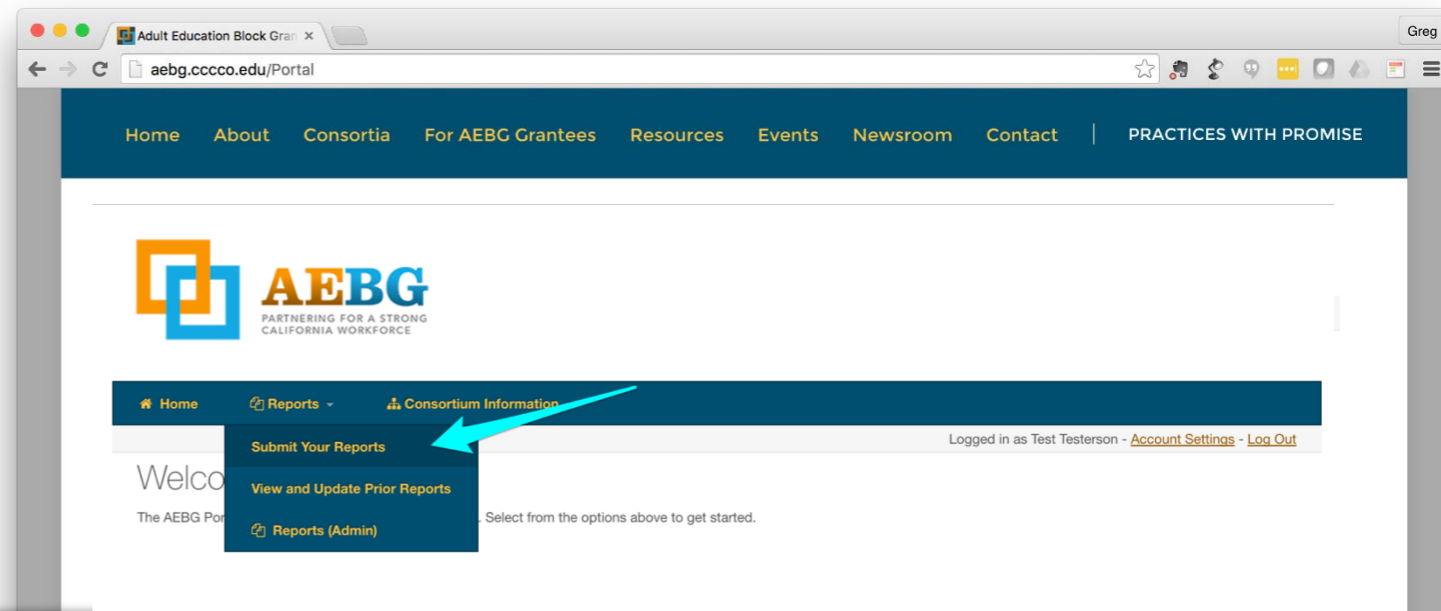 Adult Education Block Gran
Greg
aebg.cccco.edu/Portal
Home About Consortia For AEBG Grantees Resources Events Newsroom Contact | PRACTICES WITH PROMISE
AEBG
PARTNERING FOR A STRONG
CALIFORNIA WORKFORCE
Home Reports Consortium Information
Logged in as Test Testerson - Account Settings - Log Out
Submit Your Reports
Welco
View and Update Prior Reports
The AEBG Por . Select from the options above to get started.
Reports (Admin)